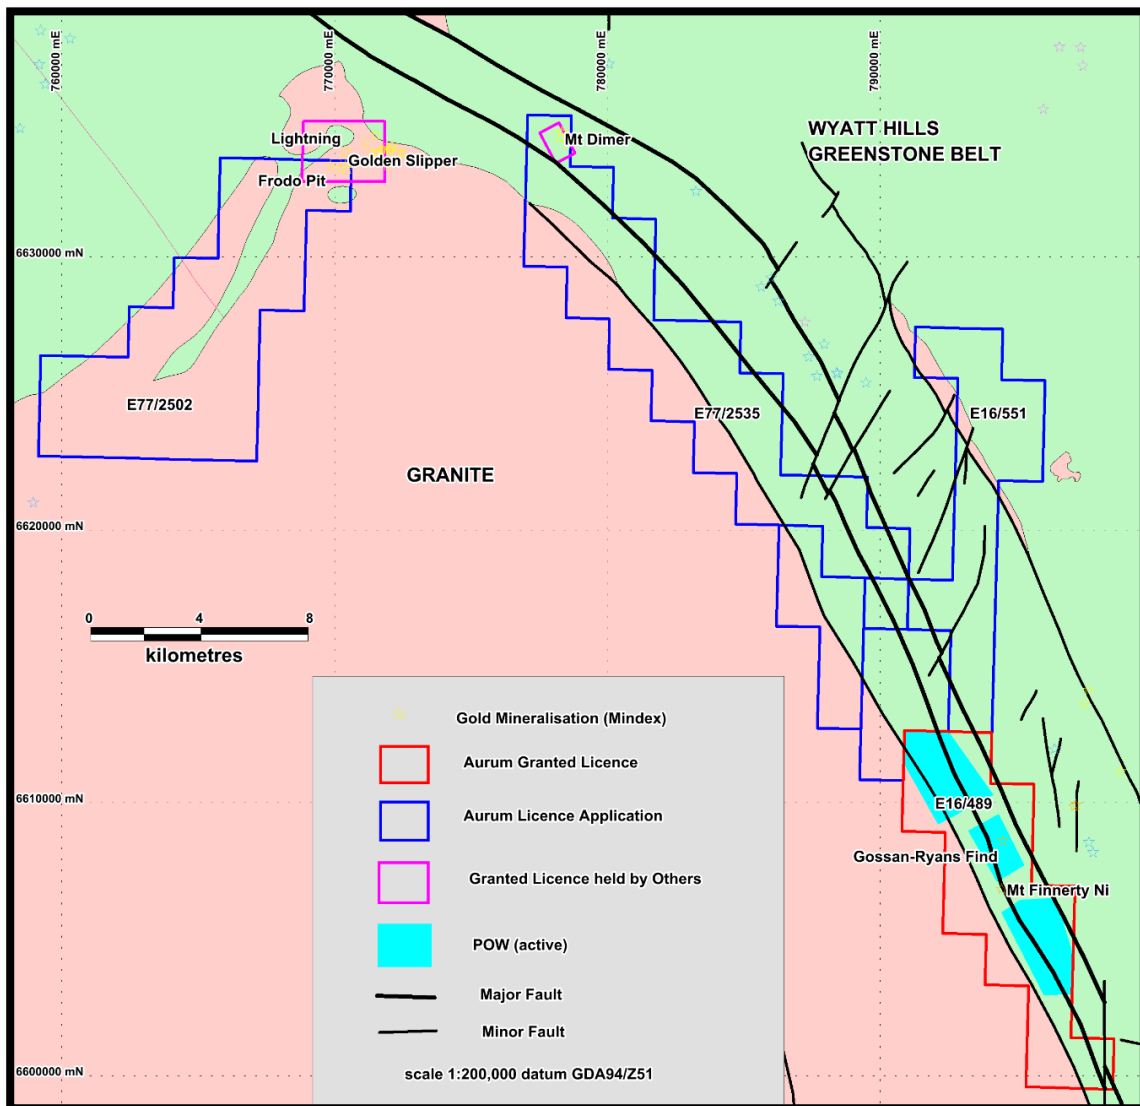 760000 mE
770000 mE
780000 mE
790000 mE
WYATT HILLS
GREENSTONE BELT
Lightning
Mt Dimer
Golden Slipper
Frodo Pit
6630000 mN
E77/2502
E77/2535
E16/551
GRANITE
6620000 mN
0 4 8
kilometres
Gold Mineralisation (Mindex)
Aurum Granted Licence
Aurum Licence Application
Granted Licence held by Others
POW (active)
Major Fault
Minor Fault
scale 1:200,000 datum GDA94/Z51
6610000 mN
E16/489
Gossan-Ryans Find
Mt Finnerty Ni
6600000 mN